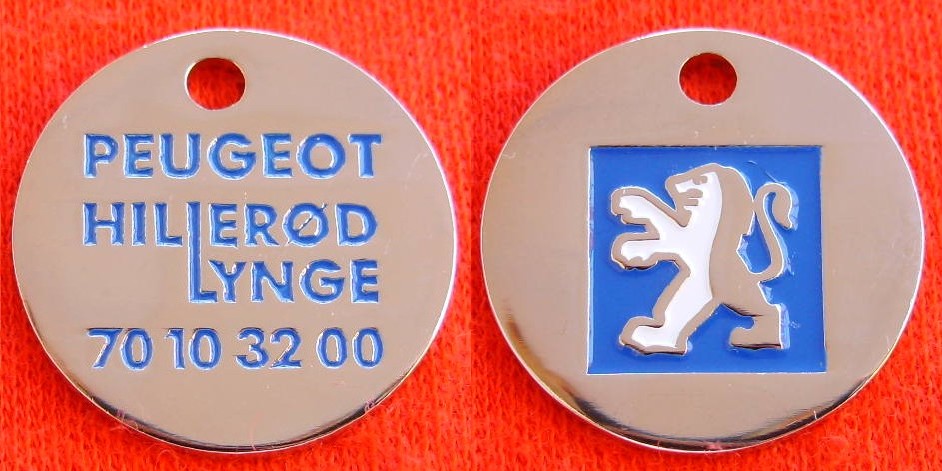 PEUGEOT
HILLERØD
LYNGE
70 10 32 00